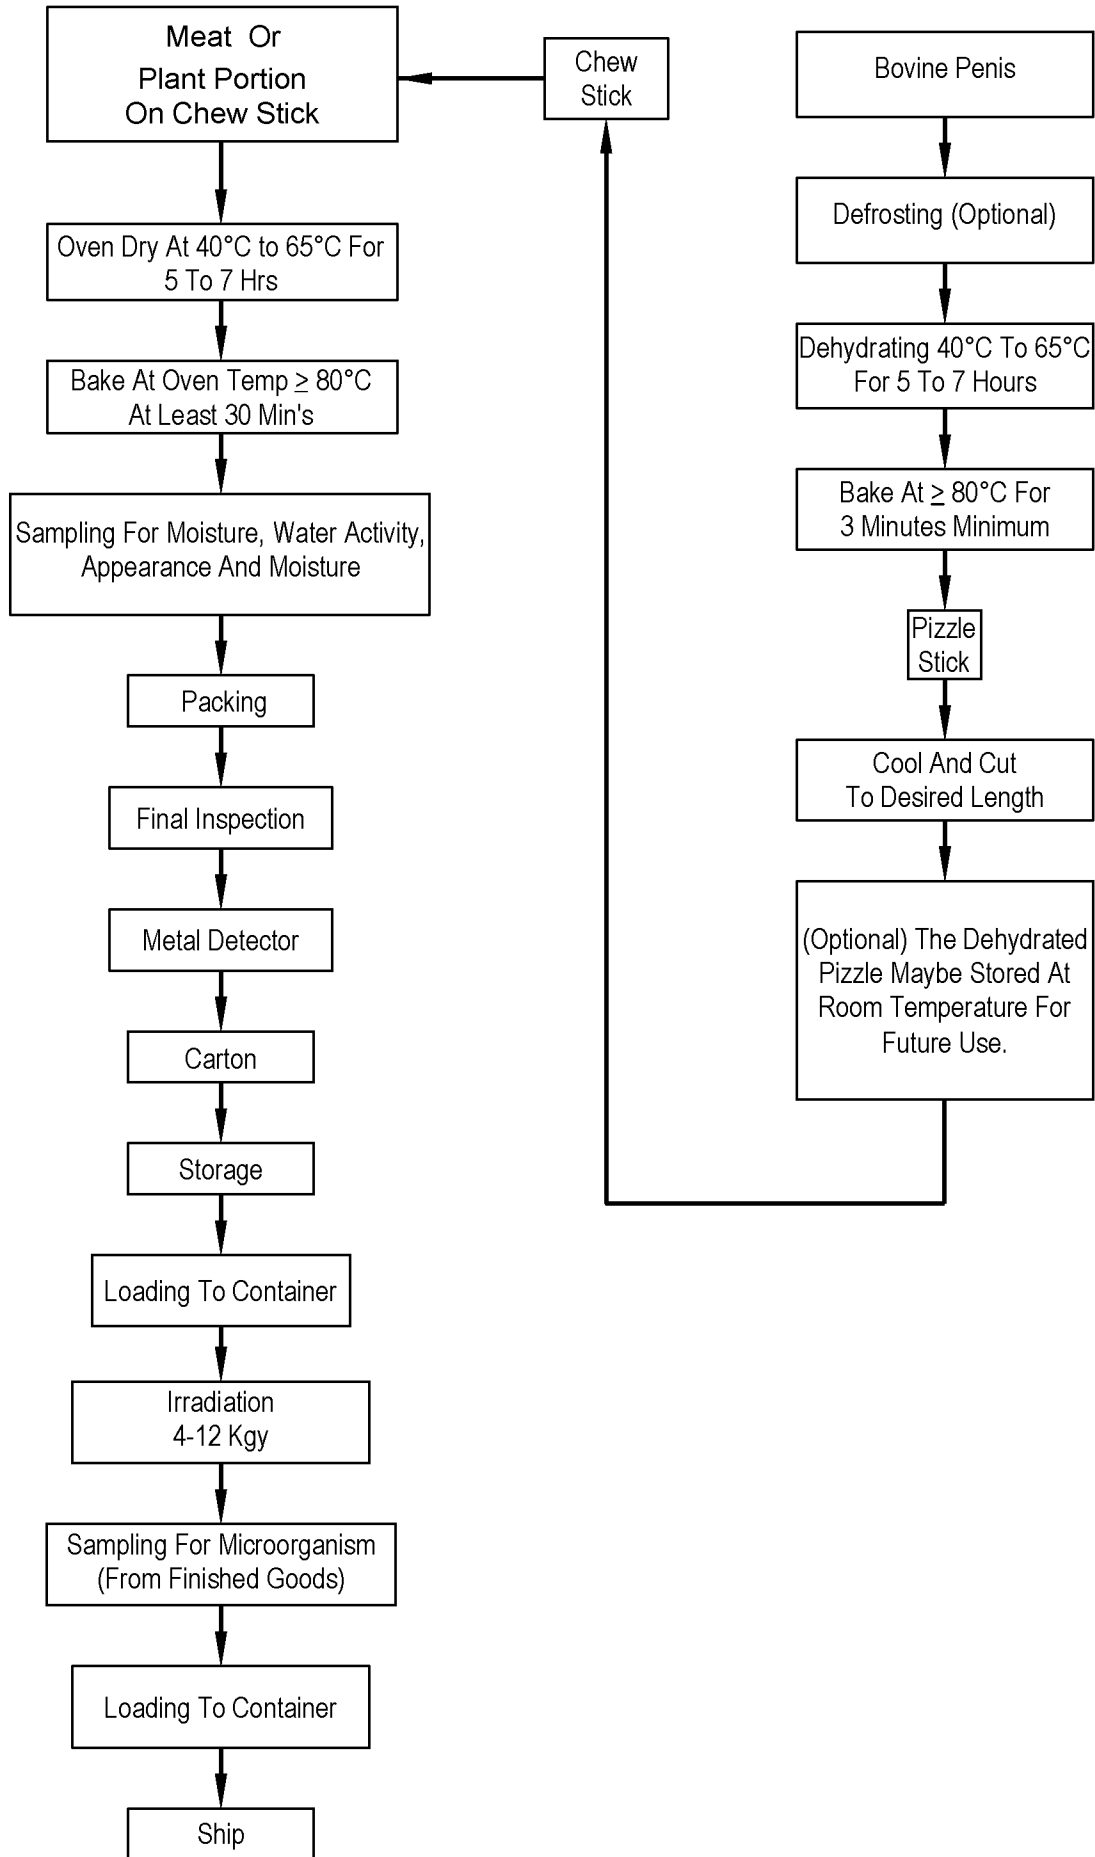 Meat Or
Plant Portion
On Chew Stick
Oven Dry At 40°C to 65°C For
5 To 7 Hrs
Bake At Oven Temp ≥ 80°C
At Least 30 Min's
Sampling For Moisture, Water Activity,
Appearance And Moisture
Packing
Final Inspection
Metal Detector
Carton
Storage
Loading To Container
Irradiation
4-12 Kgy
Sampling For Microorganism
(From Finished Goods)
Loading To Container
Ship
Chew
Stick
Bovine Penis
Defrosting (Optional)
Dehydrating 40°C To 65°C
For 5 To 7 Hours
Bake At ≥ 80°C For
3 Minutes Minimum
Pizzle
Stick
Cool And Cut
To Desired Length
(Optional) The Dehydrated
Pizzle Maybe Stored At
Room Temperature For
Future Use.